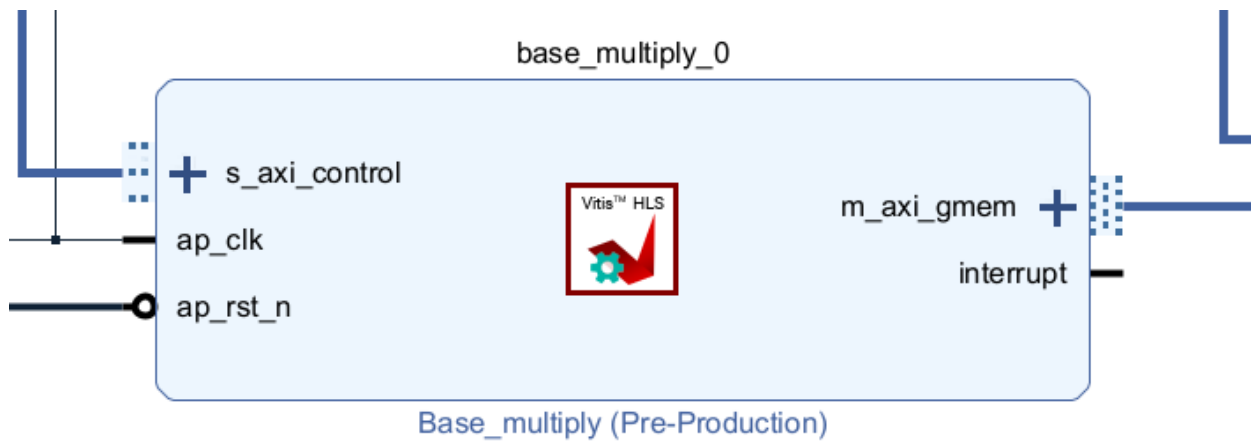 base_multiply_0
s_axi_control
Vitis™ HLS
m_axi_gmem
ap_clk
interrupt
ap_rst_n
Base_multiply (Pre-Production)